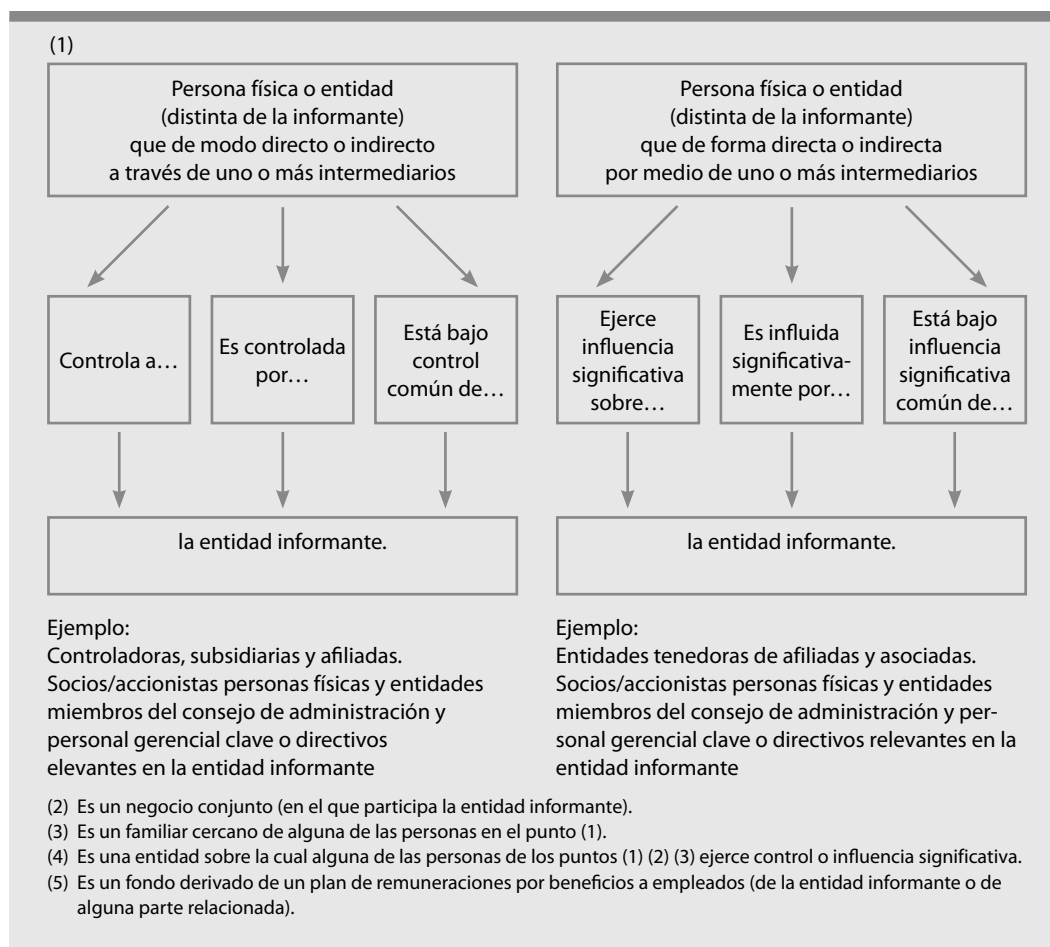 (1)
Persona física o entidad
(distinta de la informante)
que de modo directo o indirecto
a través de uno o más intermediarios
Persona física o entidad
(distinta de la informante)
que de forma directa o indirecta
por medio de uno o más intermediarios
Controla a…
Es controlada
por…
Está bajo
control
común de…
Ejerce
influencia
significativa
sobre…
Es influida
significativa-
mente por…
Está bajo
influencia
significativa
común de…
la entidad informante.
la entidad informante.
Ejemplo:
Controladoras, subsidiarias y afiliadas.
Socios/accionistas personas físicas y entidades
miembros del consejo de administración y
personal gerencial clave o directivos
elevantes en la entidad informante
Ejemplo:
Entidades tenedoras de afiliadas y asociadas.
Socios/accionistas personas físicas y entidades
miembros del consejo de administración y per-
sonal gerencial clave o directivos relevantes en la
entidad informante
(2) Es un negocio conjunto (en el que participa la entidad informante).
(3) Es un familiar cercano de alguna de las personas en el punto (1).
(4) Es una entidad sobre la cual alguna de las personas de los puntos (1) (2) (3) ejerce control o influencia significativa.
(5) Es un fondo derivado de un plan de remuneraciones por beneficios a empleados (de la entidad informante o de
alguna parte relacionada).